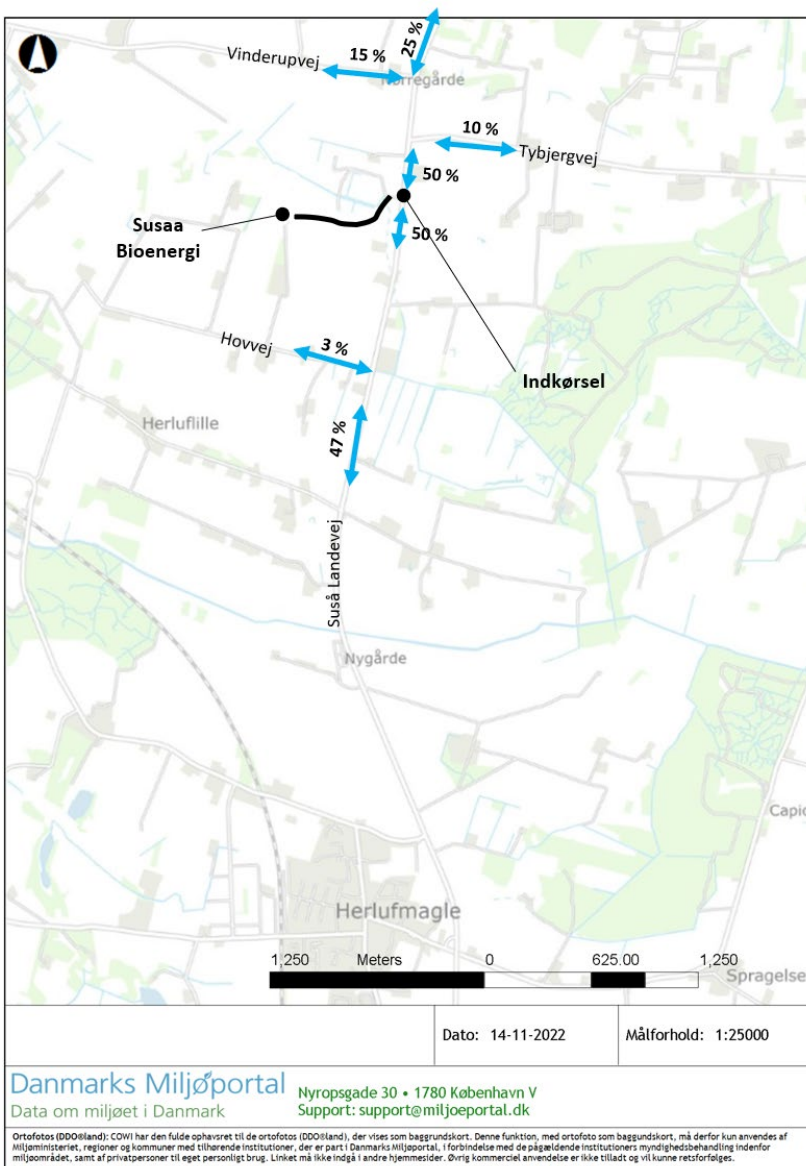 25 %
Vinderupvej
15 %
Nørregårde
10 %
Tybjergvej
50 %
Susaa
Bioenergi
50 %
Hovvej
3 %
Indkørsel
Herluflille
47 %
Suså Landevej
Nygårde
Herlufmagle
1,250 Meters 0 625.00 1,250
Spragelse
Dato: 14-11-2022
Målforhold: 1:25000
Danmarks Miljøportal
Data om miljøet i Danmark
Nyropsgade 30 • 1780 København V
Support: support@miljoeportal.dk
Ortofotos (DDO®land): COWI har den fulde ophavsret til de ortofotos (DDO®land), der vises som baggrundskort. Denne funktion, med ortofoto som baggundskort, må derfor kun anvendes af
Miljøministeriet, regioner og kommuner med tilhørende institutioner, der er part i Danmarks Miljøportal, i forbindelse med de pågældende institutioners myndighedsbehandling indenfor
miljøområdet, samt af privatpersoner til eget personligt brug. Linket må ikke indgå i andre hjemmesider. Øvrig kommerciel anvendelse er ikke tilladt og vil kunne retsforfølges.